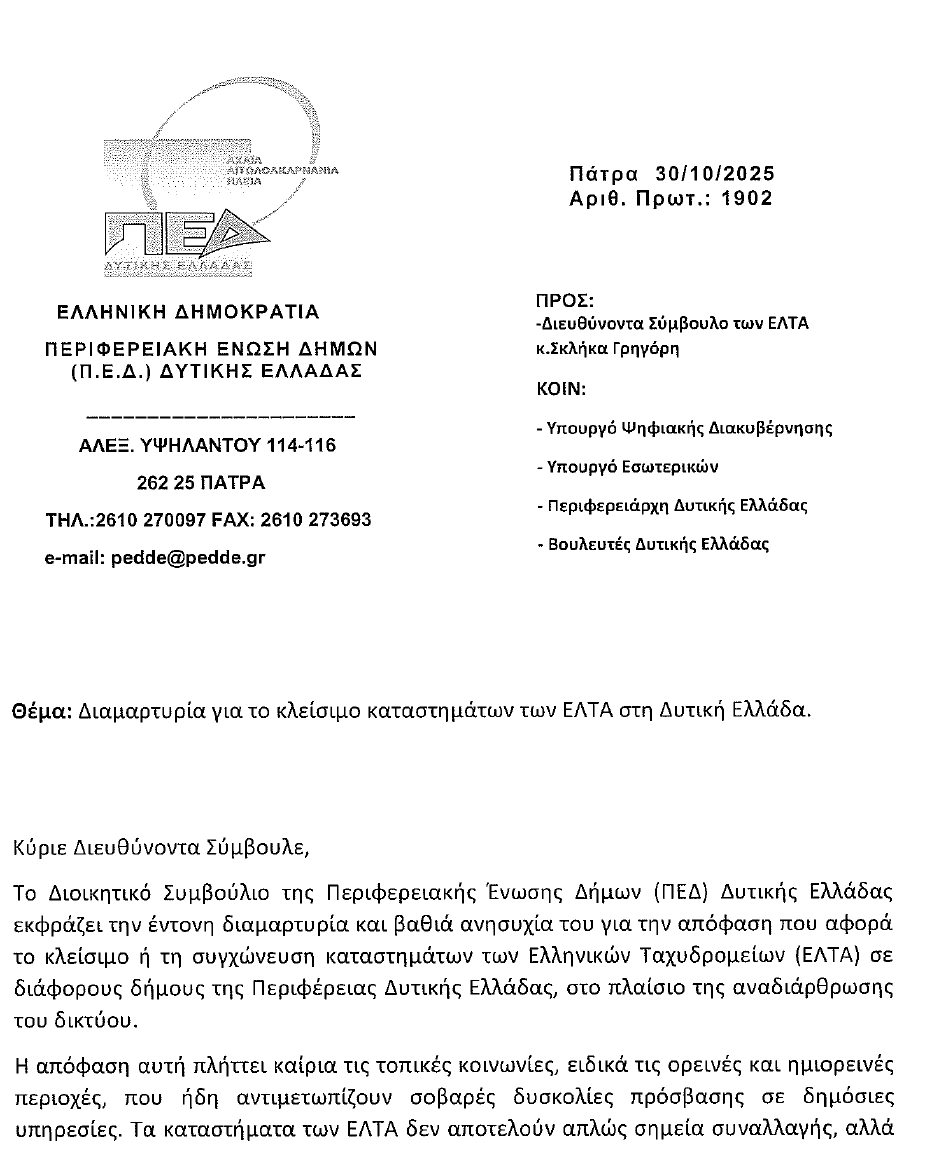 ΑΧΑΪΑ
ΑΙΤΩΛΟΑΚΑΡΝΑΝΙΑ
ΗΛΕΙΑ
ΠΕΔ
ΔΥΤΙΚΗΣ ΕΛΛΑΔΑΣ
Πάτρα 30/10/2025
Αριθ. Πρωτ.: 1902
ΕΛΛΗΝΙΚΗ ΔΗΜΟΚΡΑΤΙΑ
ΠΕΡΙΦΕΡΕΙΑΚΗ ΕΝΩΣΗ ΔΗΜΩΝ
(Π.Ε.Δ.) ΔΥΤΙΚΗΣ ΕΛΛΑΔΑΣ
ΑΛΕΞ. ΥΨΗΛΑΝΤΟΥ 114-116
262 25 ΠΑΤΡΑ
ΤΗΛ.:2610 270097 FAX: 2610 273693
e-mail: pedde@pedde.gr
ΠΡΟΣ:
-Διευθύνοντα Σύμβουλο των ΕΛΤΑ
κ.Σκλήκα Γρηγόρη
ΚΟΙΝ:
- Υπουργό Ψηφιακής Διακυβέρνησης
- Υπουργό Εσωτερικών
- Περιφερειάρχη Δυτικής Ελλάδας
- Βουλευτές Δυτικής Ελλάδας
Θέμα: Διαμαρτυρία για το κλείσιμο καταστημάτων των ΕΛΤΑ στη Δυτική Ελλάδα.
Κύριε Διευθύνοντα Σύμβουλε,
Το Διοικητικό Συμβούλιο της Περιφερειακής Ένωσης Δήμων (ΠΕΔ) Δυτικής Ελλάδας
εκφράζει την έντονη διαμαρτυρία και βαθιά ανησυχία του για την απόφαση που αφορά
το κλείσιμο ή τη συγχώνευση καταστημάτων των Ελληνικών Ταχυδρομείων (ΕΛΤΑ) σε
διάφορους δήμους της Περιφέρειας Δυτικής Ελλάδας, στο πλαίσιο της αναδιάρθρωσης
του δικτύου.
Η απόφαση αυτή πλήττει καίρια τις τοπικές κοινωνίες, ειδικά τις ορεινές και ημιορεινές
περιοχές, που ήδη αντιμετωπίζουν σοβαρές δυσκολίες πρόσβασης σε δημόσιες
υπηρεσίες. Τα καταστήματα των ΕΛΤΑ δεν αποτελούν απλώς σημεία συναλλαγής, αλλά